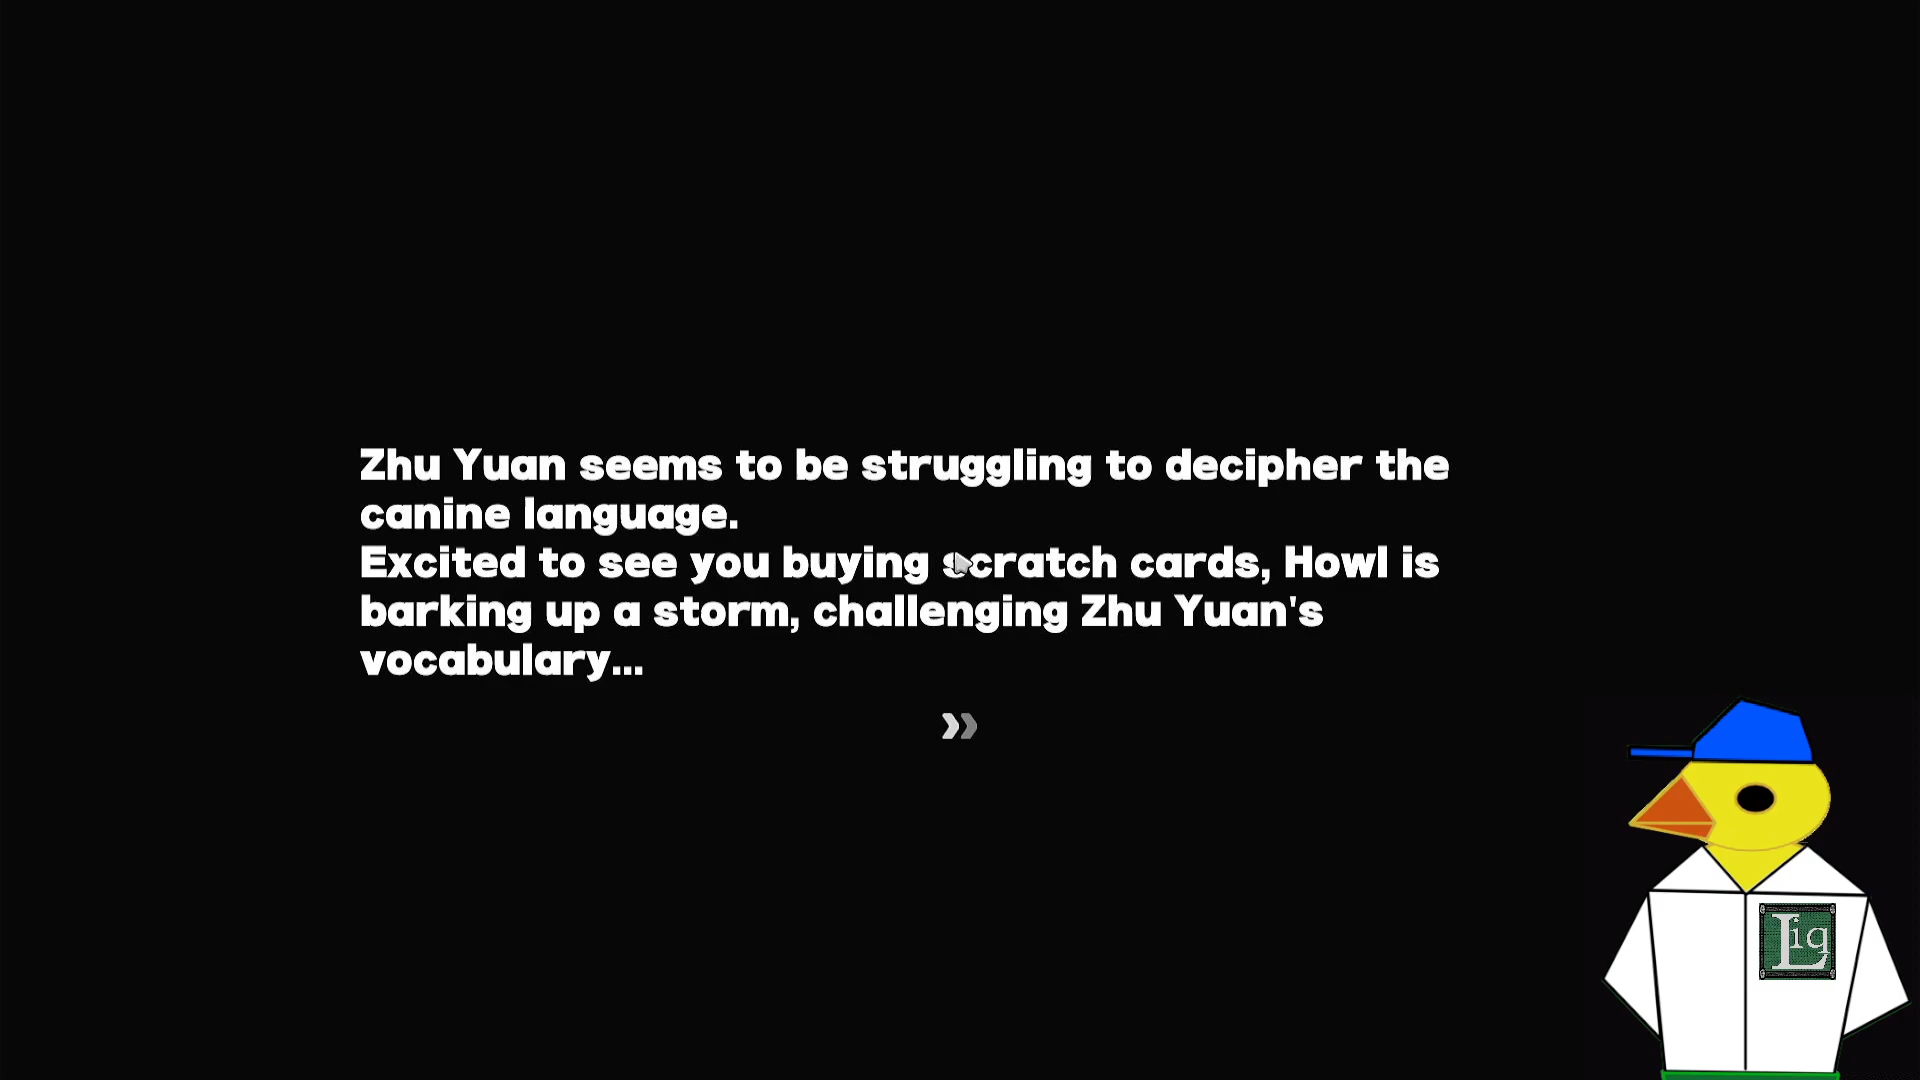 Zhu Yuan seems to be struggling to decipher the
canine language.
Excited to see you buying scratch cards, Howl is
barking up a storm, challenging Zhu Yuan's
vocabulary...
Lig